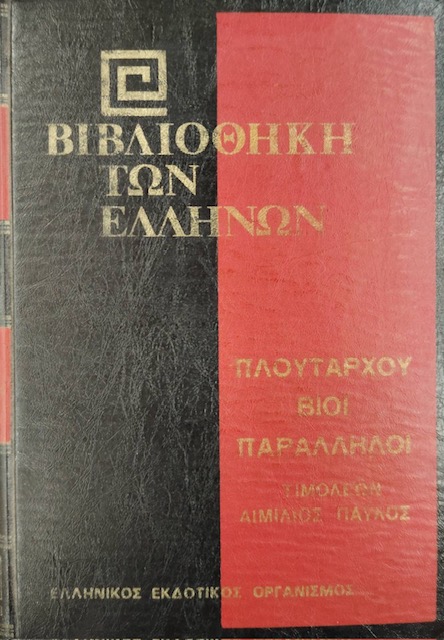 ΒΙΒΛΙΟΘΗΚΗ
ΤΩΝ
ΕΛΛΗΝΩΝ
ΠΛΟΥΤΑΡΧΟΥ
ΒΙΟΙ
ΠΑΡΑΛΛΗΛΟΙ
ΤΙΜΟΛΕΩΝ
ΑΙΜΙΛΙΟΣ ΠΑΥΛΟΣ
ΕΛΛΗΝΙΚΟΣ ΕΚΔΟΤΙΚΟΣ ΟΡΓΑΝΙΣΜΟΣ